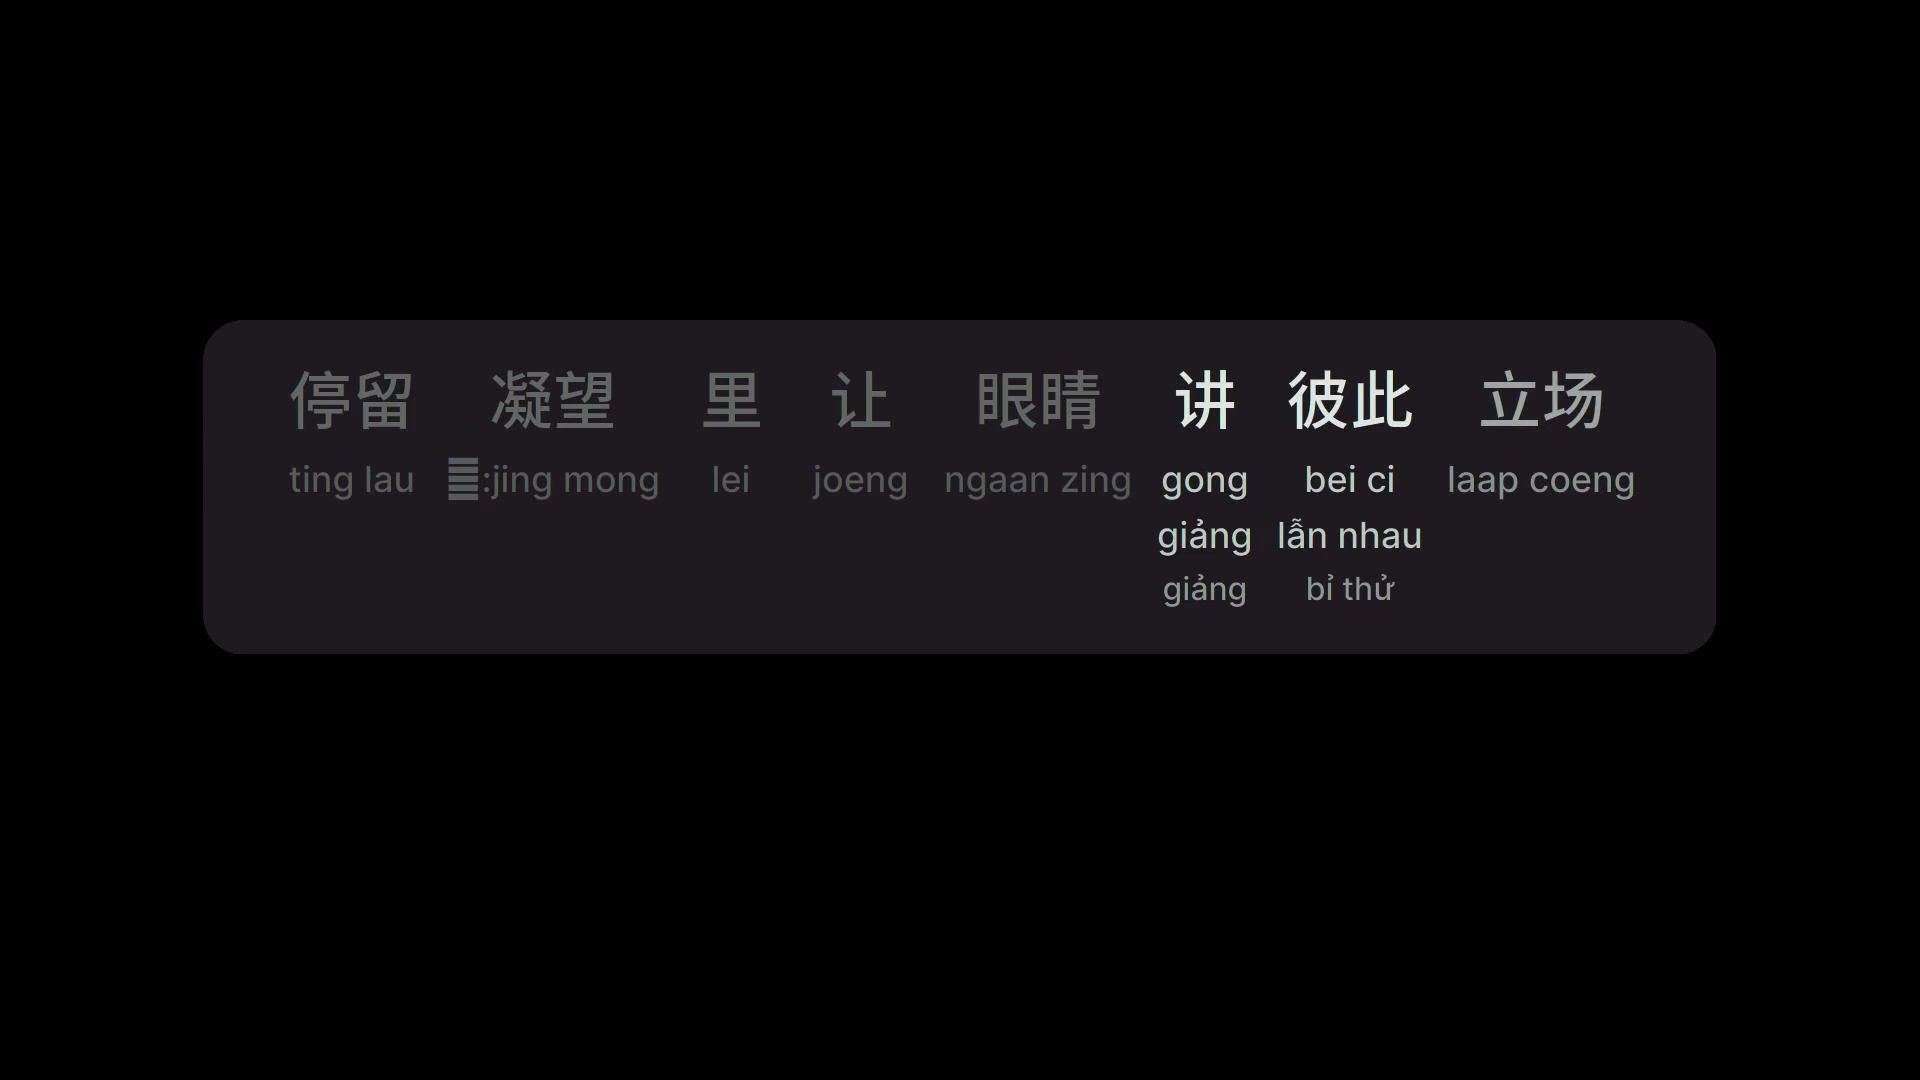 停留 凝望 里 让 眼睛 讲 彼此 立场
ting lau :jing mong lei joeng ngaan zing gong bei ci laap coeng
giảng lẫn nhau
giảng bỉ thử